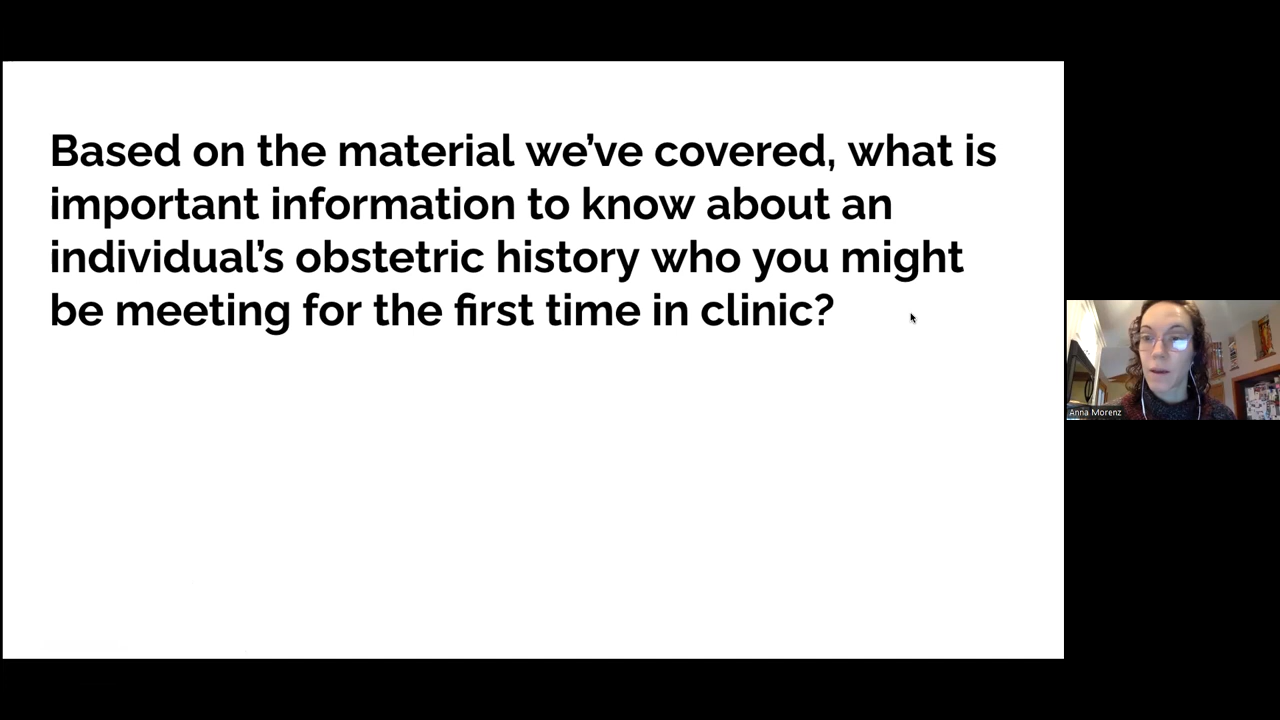 Based on the material we've covered, what is
important information to know about an
individual's obstetric history who you might
be meeting for the first time in clinic?
Anna Morenz